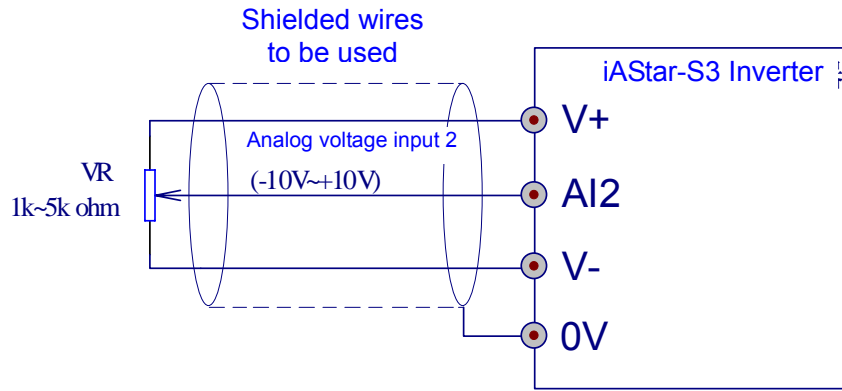 Shielded wires
to be used
iAStar-S3 Inverter
V+
Analog voltage input 2
(-10V~+10V)
VR
1k~5k ohm
AI2
V-
0V